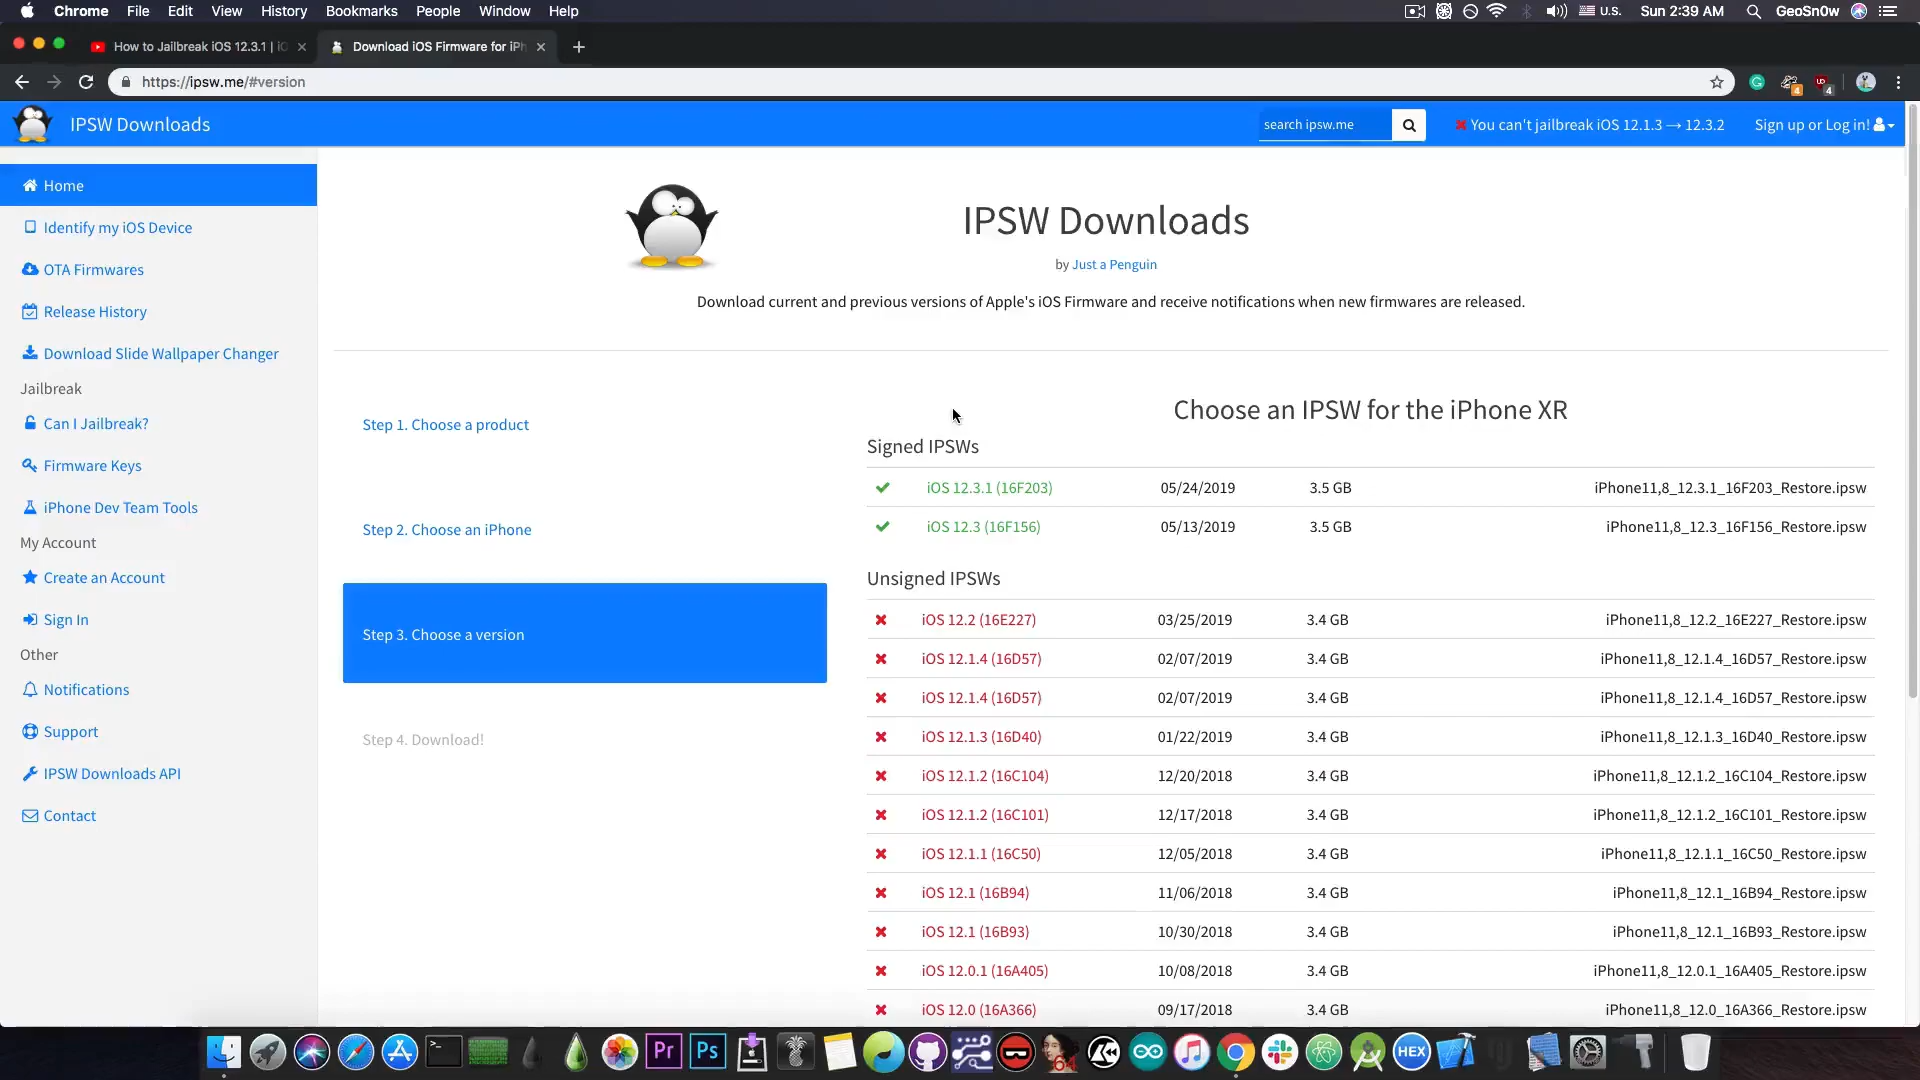 Chrome File Edit View History Bookmarks People Window Help U.S. Sun 2:39 AM GeoSn0w
How to Jailbreak iOS 12.3.1 | iO Download iOS Firmware for iPh
https://ipsw.me/#version 4 4
IPSW Downloads search ipsw.me You can't jailbreak iOS 12.1.3 → 12.3.2 Sign up or Log in!
Home
Identify my iOS Device
OTA Firmwares
Release History
Download Slide Wallpaper Changer
Jailbreak
Can I Jailbreak?
Firmware Keys
iPhone Dev Team Tools
My Account
Create an Account
Sign In
Other
Notifications
Support
IPSW Downloads API
Contact
IPSW Downloads
by Just a Penguin
Download current and previous versions of Apple's iOS Firmware and receive notifications when new firmwares are released.
Step 1. Choose a product
Step 2. Choose an iPhone
Step 3. Choose a version
Step 4. Download!
Choose an IPSW for the iPhone XR
Signed IPSWs
iOS 12.3.1 (16F203) 05/24/2019 3.5 GB iPhone11,8_12.3.1_16F203_Restore.ipsw
iOS 12.3 (16F156) 05/13/2019 3.5 GB iPhone11,8_12.3_16F156_Restore.ipsw
Unsigned IPSWs
iOS 12.2 (16E227) 03/25/2019 3.4 GB iPhone11,8_12.2_16E227_Restore.ipsw
iOS 12.1.4 (16D57) 02/07/2019 3.4 GB iPhone11,8_12.1.4_16D57_Restore.ipsw
iOS 12.1.4 (16D57) 02/07/2019 3.4 GB iPhone11,8_12.1.4_16D57_Restore.ipsw
iOS 12.1.3 (16D40) 01/22/2019 3.4 GB iPhone11,8_12.1.3_16D40_Restore.ipsw
iOS 12.1.2 (16C104) 12/20/2018 3.4 GB iPhone11,8_12.1.2_16C104_Restore.ipsw
iOS 12.1.2 (16C101) 12/17/2018 3.4 GB iPhone11,8_12.1.2_16C101_Restore.ipsw
iOS 12.1.1 (16C50) 12/05/2018 3.4 GB iPhone11,8_12.1.1_16C50_Restore.ipsw
iOS 12.1 (16B94) 11/06/2018 3.4 GB iPhone11,8_12.1_16B94_Restore.ipsw
iOS 12.1 (16B93) 10/30/2018 3.4 GB iPhone11,8_12.1_16B93_Restore.ipsw
iOS 12.0.1 (16A405) 10/08/2018 3.4 GB iPhone11,8_12.0.1_16A405_Restore.ipsw
iOS 12.0 (16A366) 09/17/2018 3.4 GB iPhone11,8_12.0_16A366_Restore.ipsw
Pr Ps 64 HEX